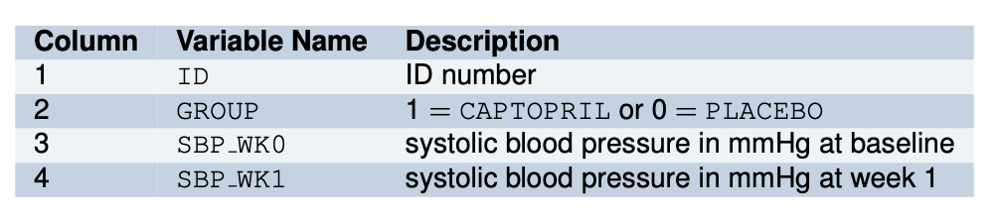 Column Variable Name Description
1 ID ID number
2 GROUP 1 = CAPTOPRIL or 0 = PLACEBO
3 SBP_WK0 systolic blood pressure in mmHg at baseline
4 SBP_WK1 systolic blood pressure in mmHg at week 1